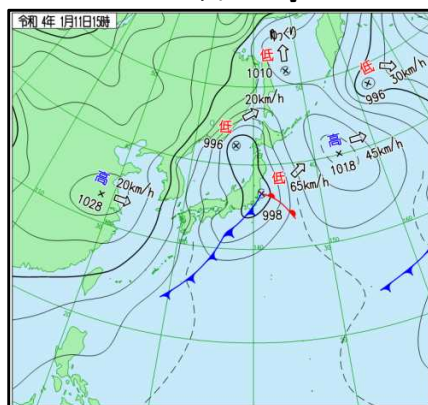 令和 4年 1月11日15時
ゆっくり
低
1010
低
30km/h
996
20km/h
低
996
高
45km/h
1018
高
20km/h
1028
低
65km/h
998